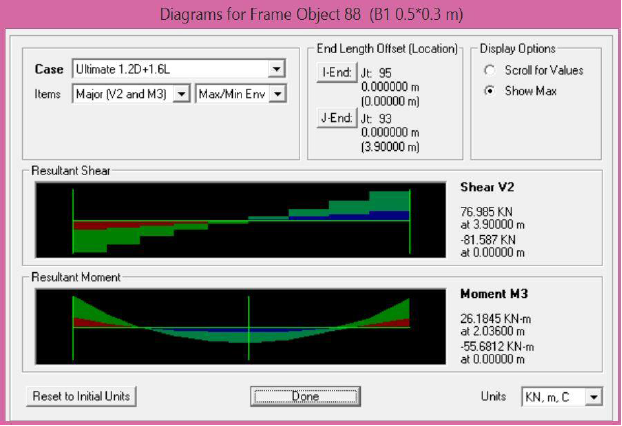 Diagrams for Frame Object 88 (B1 0.5*0.3 m)
Case Ultimate 1.2D+1.6L
Items Major (V2 and M3) Max/Min Env
End Length Offset (Location)
I-End: Jt: 95
0.000000 m
(0.00000 m)
J-End: Jt: 93
0.000000 m
(3.90000 m)
Display Options
Scroll for Values
Show Max
Resultant Shear
Shear V2
76.985 KN
at 3.90000 m
-81.587 KN
at 0.00000 m
Resultant Moment
Moment M3
26.1845 KN-m
at 2.03600 m
-55.6812 KN-m
at 0.00000 m
Reset to Initial Units
Done
Units KN, m, C